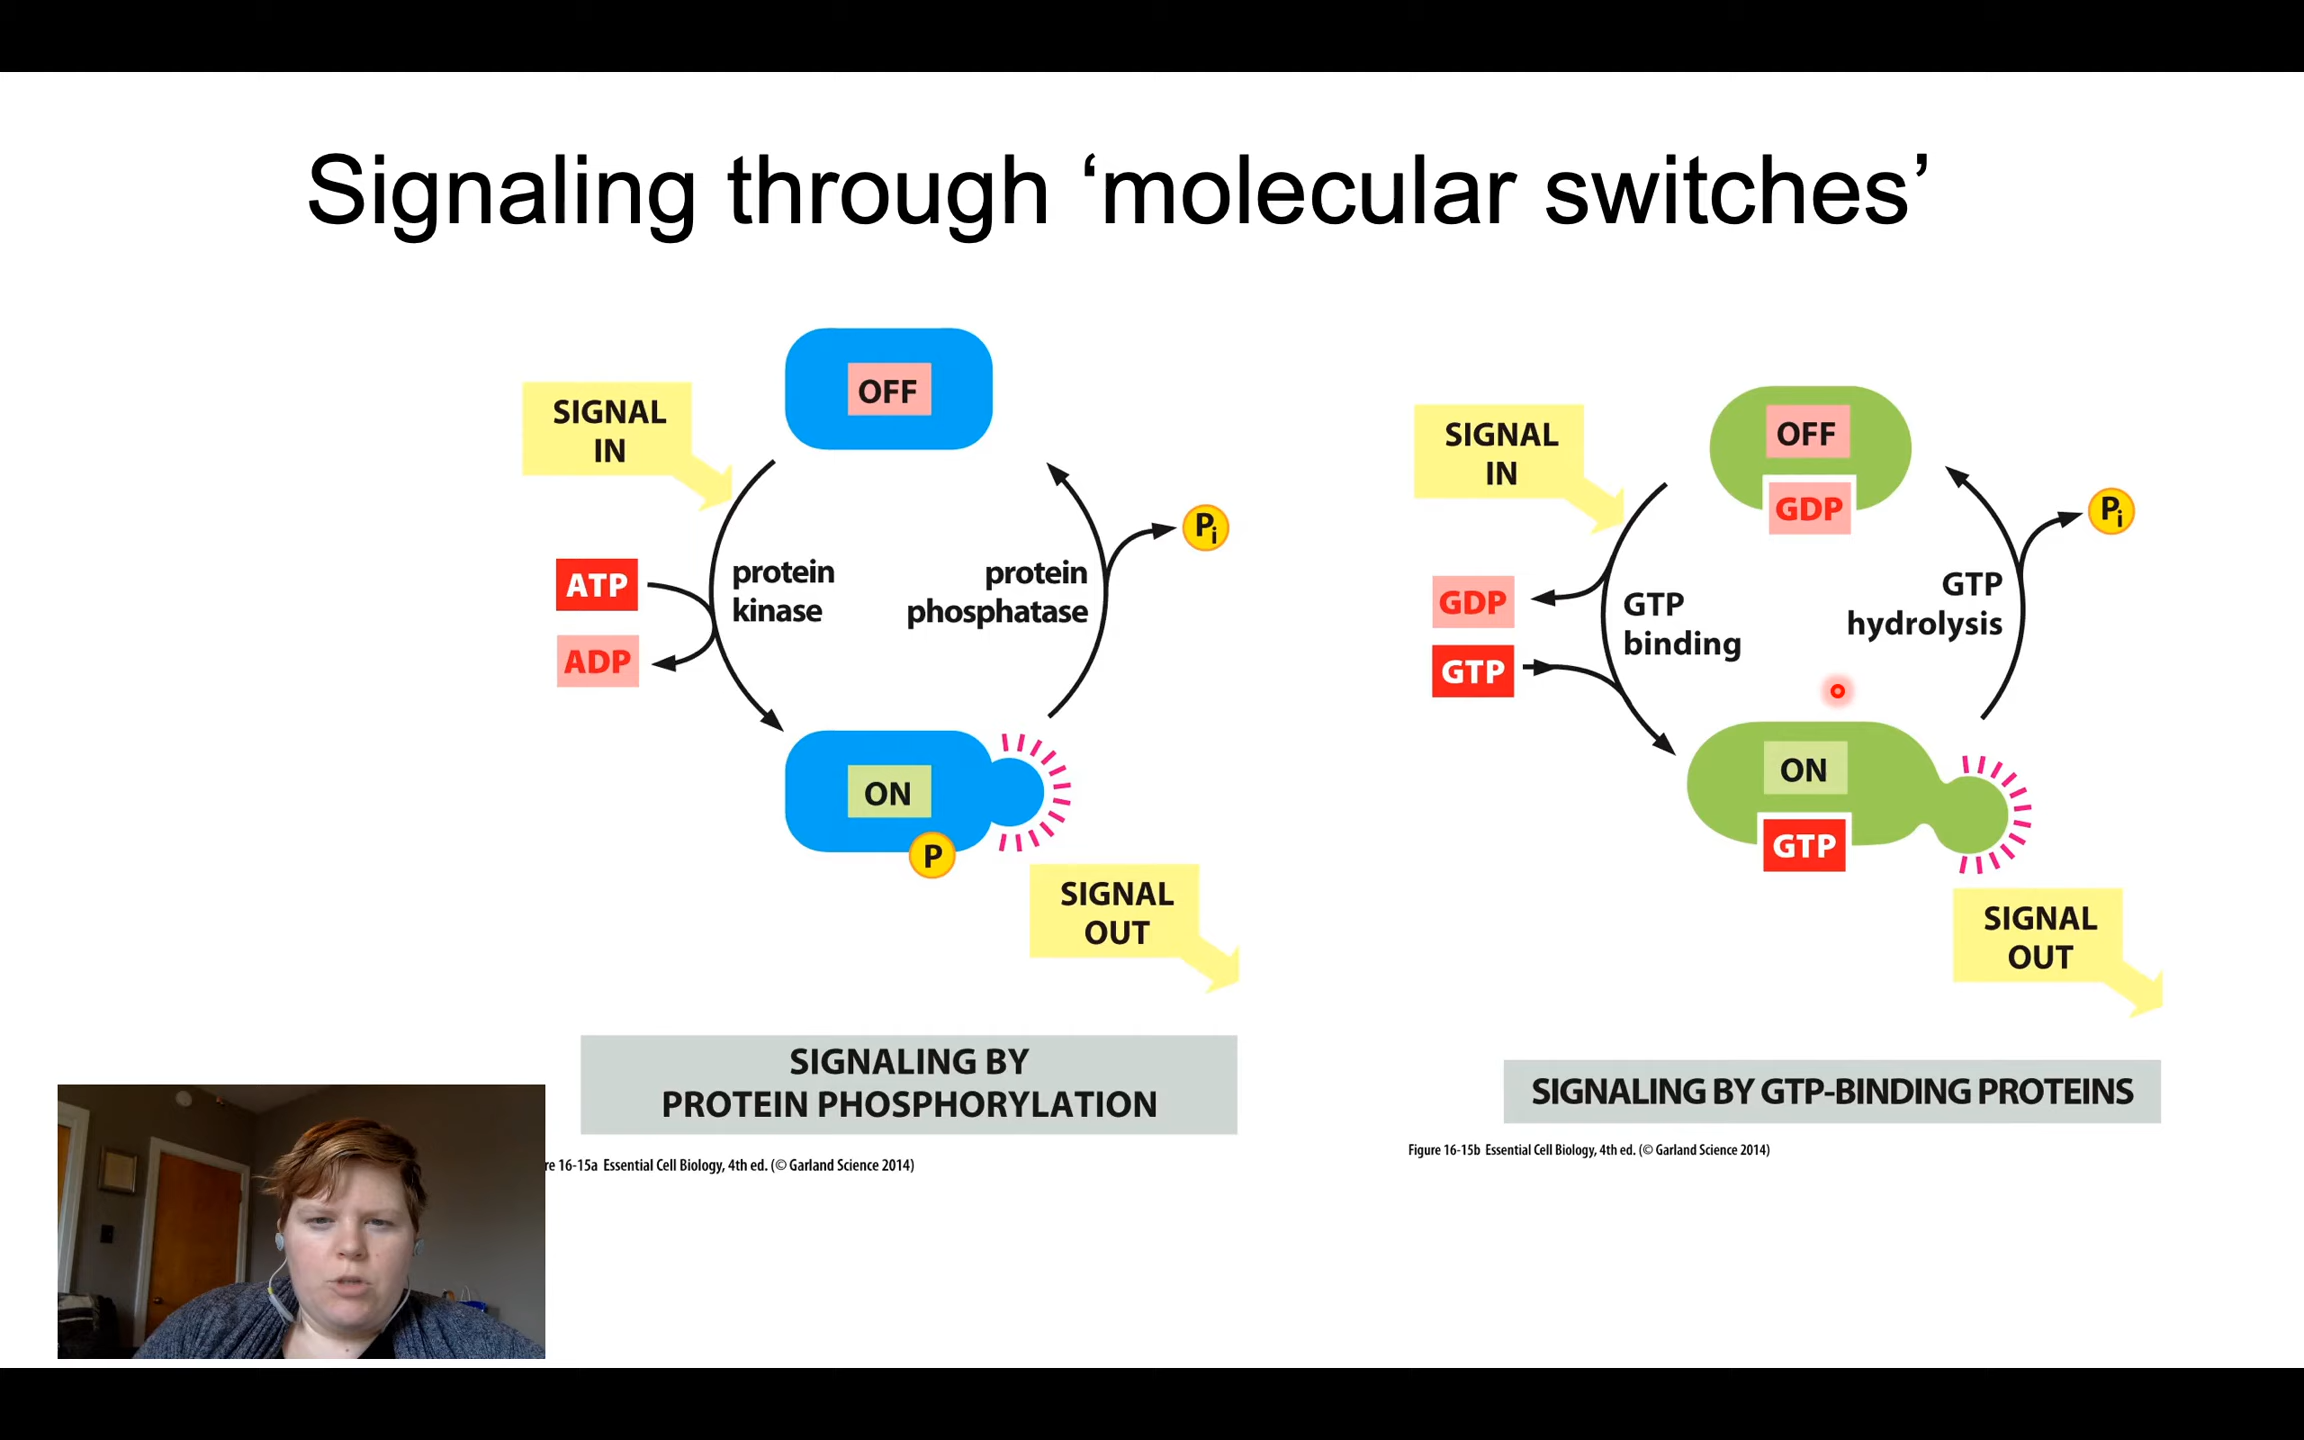 Signaling through ‘molecular switches’
OFF
SIGNAL
IN
Pi
ATP
protein
kinase
protein
phosphatase
ADP
ON
P
SIGNAL
OUT
SIGNALING BY
PROTEIN PHOSPHORYLATION
re 16-15a Essential Cell Biology, 4th ed. (© Garland Science 2014)
SIGNAL
IN
OFF
GDP
Pi
GDP
GTP
binding
GTP
hydrolysis
GTP
ON
GTP
SIGNAL
OUT
SIGNALING BY GTP-BINDING PROTEINS
Figure 16-15b Essential Cell Biology, 4th ed. (© Garland Science 2014)